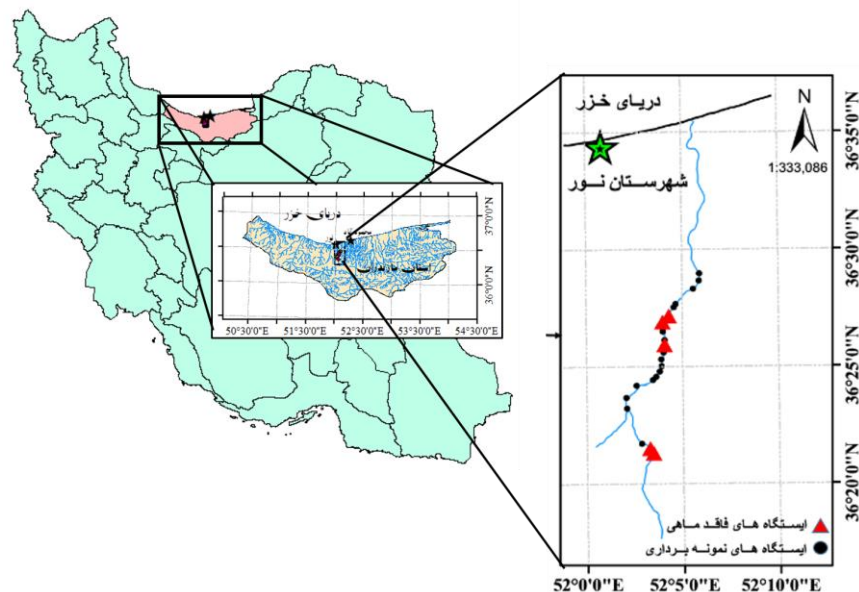 دریای خزر
استان مازندران
37°0'0"N
36°0'0"N
50°30'0"E
51°30'0"E
52°30'0"E
53°30'0"E
54°30'0"E
دریای خزر
شهرستان نور
N
1:333,086
36°35'0"N
36°30'0"N
36°25'0"N
36°20'0"N
ایستگاه های فاقد ماهی
ایستگاه های نمونه برداری
52°0'0"E
52°5'0"E
52°10'0"E